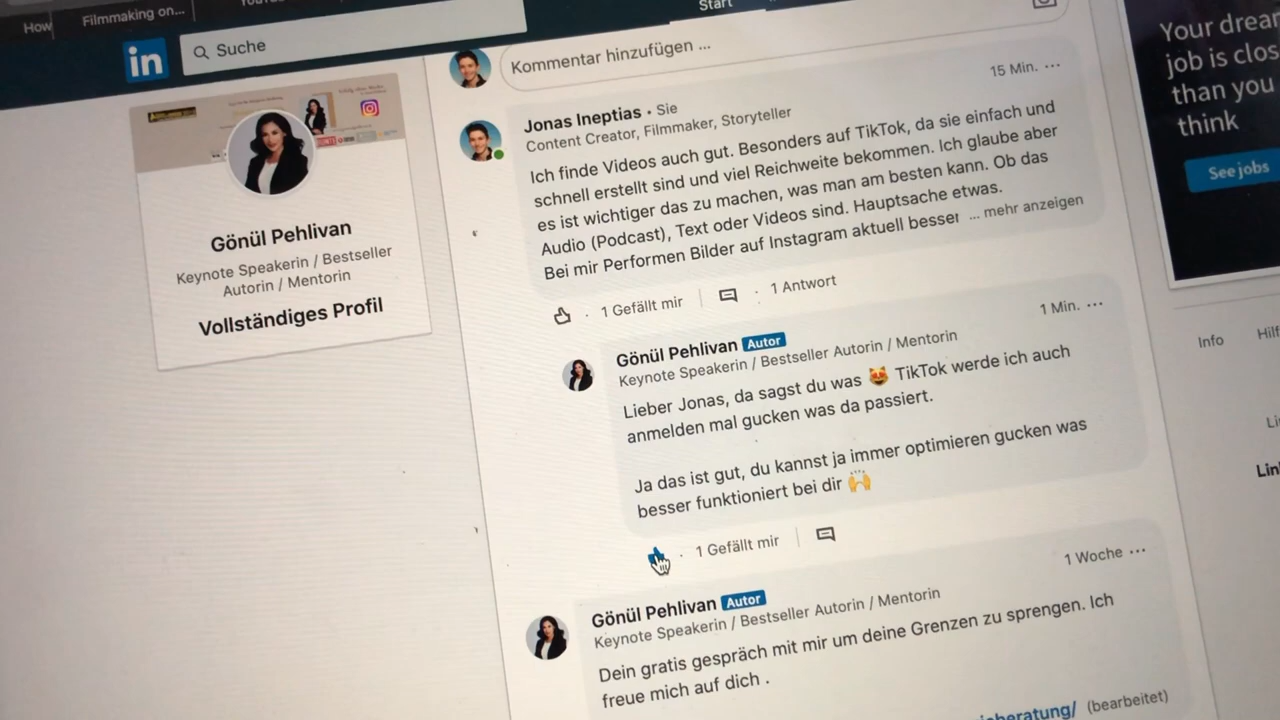 How
Filmmaking on...
in
Suche
Start
Kommentar hinzufügen ...
Gönül Pehlivan
Keynote Speakerin / Bestseller
Autorin / Mentorin
Vollständiges Profil
Jonas Ineptias • Sie
15 Min. ...
Content Creator, Filmmaker, Storyteller
Ich finde Videos auch gut. Besonders auf TikTok, da sie einfach und
schnell erstellt sind und viel Reichweite bekommen. Ich glaube aber
es ist wichtiger das zu machen, was man am besten kann. Ob das
Audio (Podcast), Text oder Videos sind. Hauptsache etwas.
Bei mir Performen Bilder auf Instagram aktuell besser ... mehr anzeigen
1 Gefällt mir
1 Antwort
Gönül Pehlivan Autor
1 Min. ...
Keynote Speakerin / Bestseller Autorin / Mentorin
Lieber Jonas, da sagst du was 😻 TikTok werde ich auch
anmelden mal gucken was da passiert.
Ja das ist gut, du kannst ja immer optimieren gucken was
besser funktioniert bei dir 🙌
1 Gefällt mir
Gönül Pehlivan Autor
1 Woche ...
Keynote Speakerin / Bestseller Autorin / Mentorin
Dein gratis gespräch mit mir um deine Grenzen zu sprengen. Ich
freue mich auf dich .
(bearbeitet)
Your dream
job is clos
than you
think
See jobs
Info